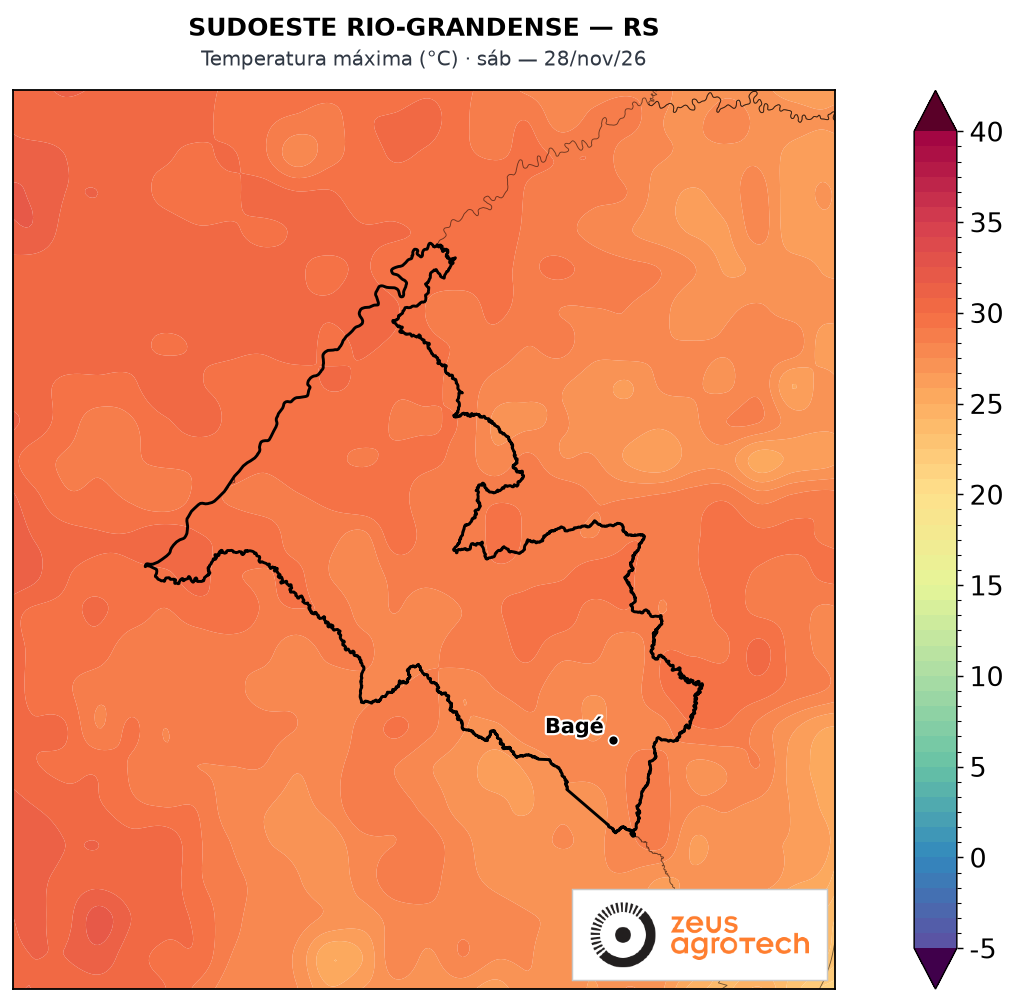 SUDOESTE RIO-GRANDENSE — RS
Temperatura máxima (°C) · sáb — 28/nov/26
40
35
30
25
20
15
10
5
0
-5
Bagé
zeus
agrotech